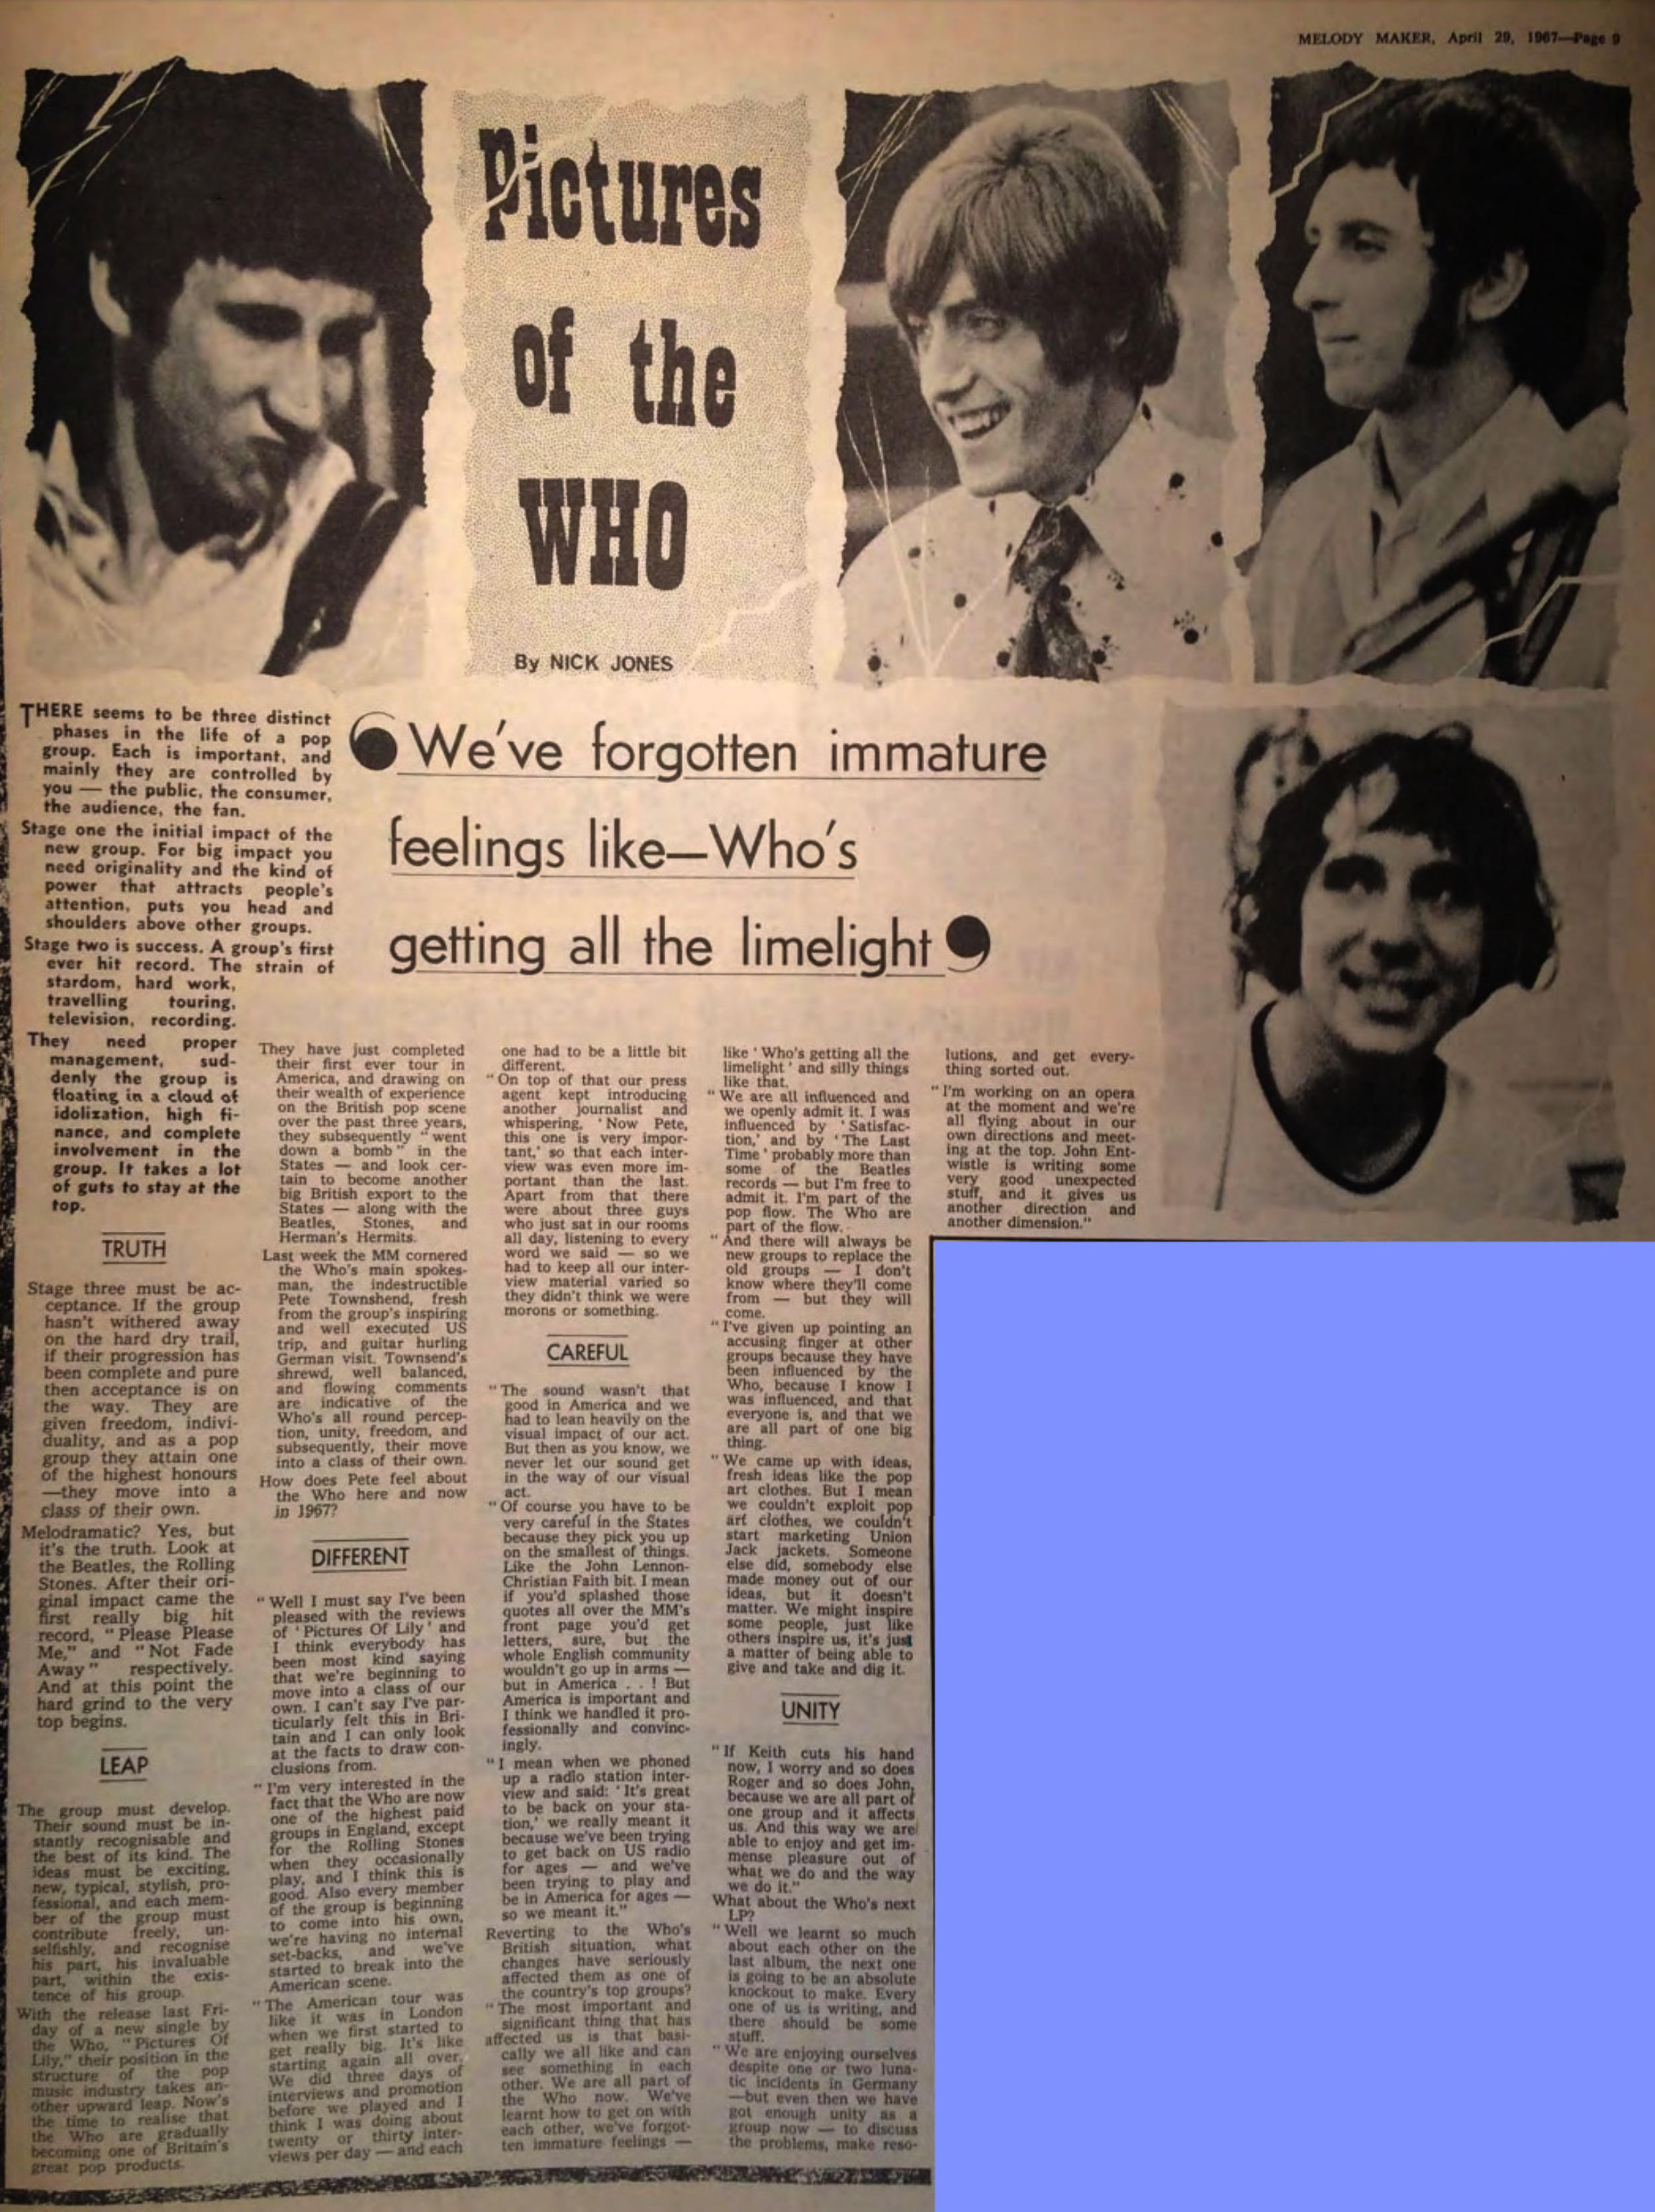 MELODY MAKER, April 29, 1967—Page 9
Pictures
of the
WHO
By NICK JONES
❛We've forgotten immature
feelings like—Who's
getting all the limelight❜
THERE seems to be three distinct
phases in the life of a pop
group. Each is important, and
mainly they are controlled by
you — the public, the consumer,
the audience, the fan.
Stage one the initial impact of the
new group. For big impact you
need originality and the kind of
power that attracts people's
attention, puts you head and
shoulders above other groups.
Stage two is success. A group's first
ever hit record. The strain of
stardom, hard work,
travelling touring,
television, recording.
They need proper
management, sud-
denly the group is
floating in a cloud of
idolization, high fi-
nance, and complete
involvement in the
group. It takes a lot
of guts to stay at the
top.
TRUTH
Stage three must be ac-
ceptance. If the group
hasn't withered away
on the hard dry trail,
if their progression has
been complete and pure
then acceptance is on
the way. They are
given freedom, indivi-
duality, and as a pop
group they attain one
of the highest honours
—they move into a
class of their own.
Melodramatic? Yes, but
it's the truth. Look at
the Beatles, the Rolling
Stones. After their ori-
ginal impact came the
first really big hit
record, "Please Please
Me," and "Not Fade
Away" respectively.
And at this point the
hard grind to the very
top begins.
LEAP
The group must develop.
Their sound must be in-
stantly recognisable and
the best of its kind. The
ideas must be exciting,
new, typical, stylish, pro-
fessional, and each mem-
ber of the group must
contribute freely, un-
selfishly, and recognise
his part, his invaluable
part, within the exis-
tence of his group.
With the release last Fri-
day of a new single by
the Who, "Pictures Of
Lily," their position in the
structure of the pop
music industry takes an-
other upward leap. Now's
the time to realise that
the Who are gradually
becoming one of Britain's
great pop products.
They have just completed
their first ever tour in
America, and drawing on
their wealth of experience
on the British pop scene
over the past three years,
they subsequently "went
down a bomb" in the
States — and look cer-
tain to become another
big British export to the
States — along with the
Beatles, Stones, and
Herman's Hermits.
Last week the MM cornered
the Who's main spokes-
man, the indestructible
Pete Townshend, fresh
from the group's inspiring
and well executed US
trip, and guitar hurling
German visit. Townsend's
shrewd, well balanced,
and flowing comments
are indicative of the
Who's all round percep-
tion, unity, freedom, and
subsequently, their move
into a class of their own.
How does Pete feel about
the Who here and now
in 1967?
DIFFERENT
"Well I must say I've been
pleased with the reviews
of 'Pictures Of Lily' and
I think everybody has
been most kind saying
that we're beginning to
move into a class of our
own. I can't say I've par-
ticularly felt this in Bri-
tain and I can only look
at the facts to draw con-
clusions from.
"I'm very interested in the
fact that the Who are now
one of the highest paid
groups in England, except
for the Rolling Stones
when they occasionally
play, and I think this is
good. Also every member
of the group is beginning
to come into his own,
we're having no internal
set-backs, and we've
started to break into the
American scene.
"The American tour was
like it was in London
when we first started to
get really big. It's like
starting again all over.
We did three days of
interviews and promotion
before we played and I
think I was doing about
twenty or thirty inter-
views per day — and each
one had to be a little bit
different.
"On top of that our press
agent kept introducing
another journalist and
whispering, 'Now Pete,
this one is very impor-
tant,' so that each inter-
view was even more im-
portant than the last.
Apart from that there
were about three guys
who just sat in our rooms
all day, listening to every
word we said — so we
had to keep all our inter-
view material varied so
they didn't think we were
morons or something.
CAREFUL
"The sound wasn't that
good in America and we
had to lean heavily on the
visual impact of our act.
But then as you know, we
never let our sound get
in the way of our visual
act.
"Of course you have to be
very careful in the States
because they pick you up
on the smallest of things.
Like the John Lennon-
Christian Faith bit. I mean
if you'd splashed those
quotes all over the MM's
front page you'd get
letters, sure, but the
whole English community
wouldn't go up in arms —
but in America . . ! But
America is important and
I think we handled it pro-
fessionally and convinc-
ingly.
"I mean when we phoned
up a radio station inter-
view and said: 'It's great
to be back on your sta-
tion,' we really meant it
because we've been trying
to get back on US radio
for ages — and we've
been trying to play and
be in America for ages —
so we meant it."
Reverting to the Who's
British situation, what
changes have seriously
affected them as one of
the country's top groups?
"The most important and
significant thing that has
affected us is that basi-
cally we all like and can
see something in each
other. We are all part of
the Who now. We've
learnt how to get on with
each other, we've forgot-
ten immature feelings —
like 'Who's getting all the
limelight' and silly things
like that.
"We are all influenced and
we openly admit it. I was
influenced by 'Satisfac-
tion,' and by 'The Last
Time' probably more than
some of the Beatles
records — but I'm free to
admit it. I'm part of the
pop flow. The Who are
part of the flow.
"And there will always be
new groups to replace the
old groups — I don't
know where they'll come
from — but they will
come.
"I've given up pointing an
accusing finger at other
groups because they have
been influenced by the
Who, because I know I
was influenced, and that
everyone is, and that we
are all part of one big
thing.
"We came up with ideas,
fresh ideas like the pop
art clothes. But I mean
we couldn't exploit pop
art clothes, we couldn't
start marketing Union
Jack jackets. Someone
else did, somebody else
made money out of our
ideas, but it doesn't
matter. We might inspire
some people, just like
others inspire us, it's just
a matter of being able to
give and take and dig it.
UNITY
"If Keith cuts his hand
now, I worry and so does
Roger and so does John,
because we are all part of
one group and it affects
us. And this way we are
able to enjoy and get im-
mense pleasure out of
what we do and the way
we do it."
What about the Who's next
LP?
"Well we learnt so much
about each other on the
last album, the next one
is going to be an absolute
knockout to make. Every
one of us is writing, and
there should be some
stuff.
"We are enjoying ourselves
despite one or two luna-
tic incidents in Germany
—but even then we have
got enough unity as a
group now — to discuss
the problems, make reso-
lutions, and get every-
thing sorted out.
"I'm working on an opera
at the moment and we're
all flying about in our
own directions and meet-
ing at the top. John Ent-
wistle is writing some
very good unexpected
stuff, and it gives us
another direction and
another dimension."